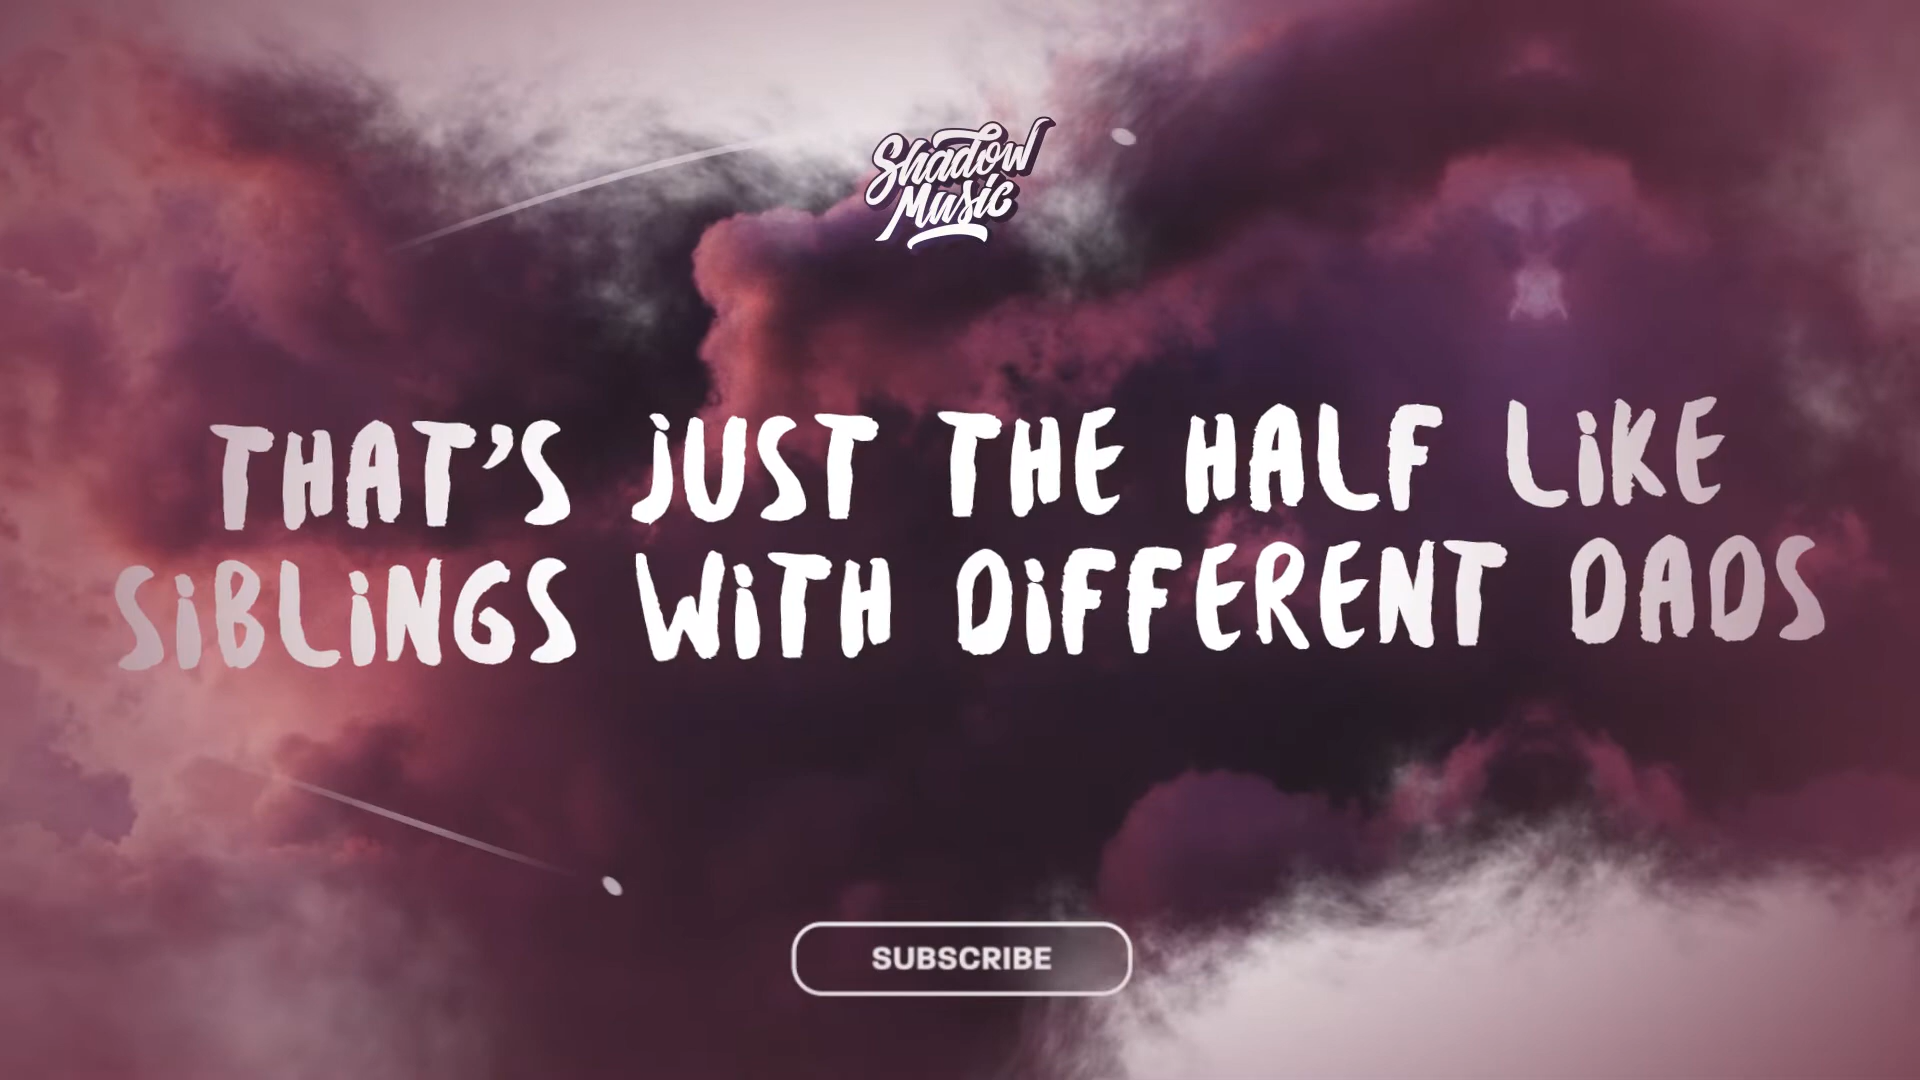 Shadow
Music
THAT'S jUST THE HALF LiKE
SiBLiNGS WiTH DiFFERENT DADS
SUBSCRIBE